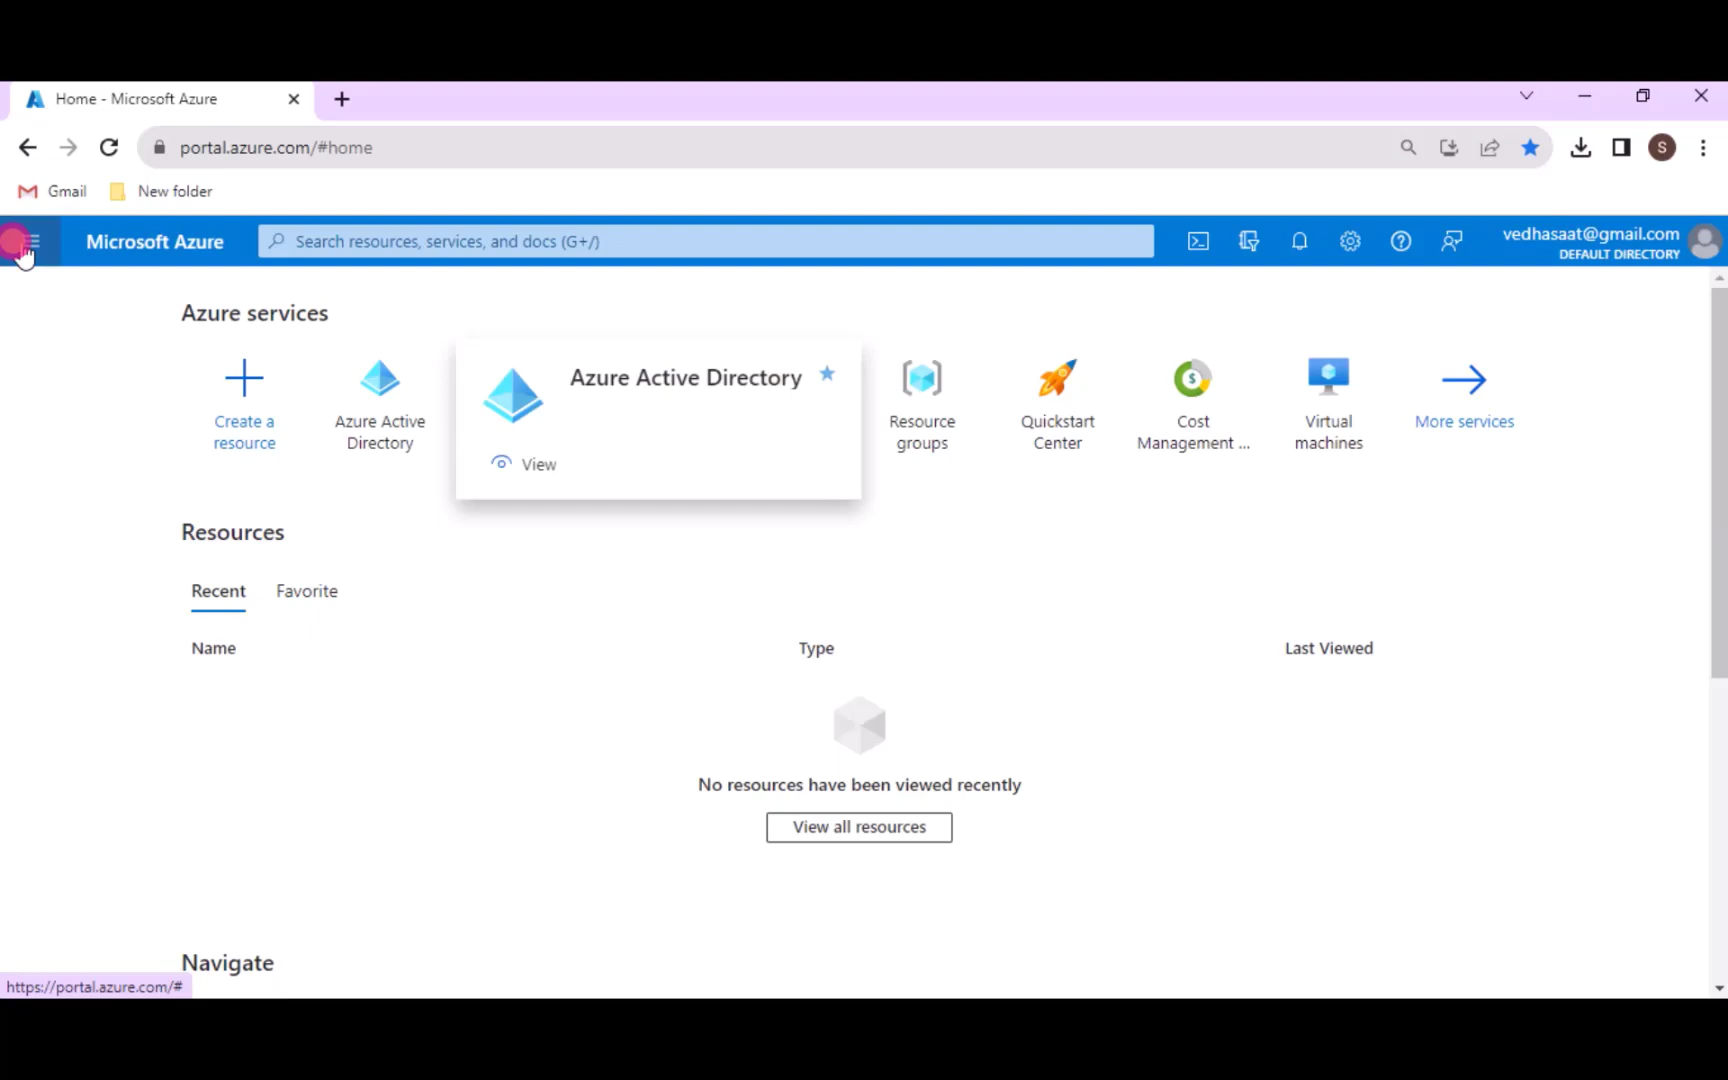 Home - Microsoft Azure
portal.azure.com/#home
S
Gmail
New folder
Microsoft Azure
Search resources, services, and docs (G+/)
vedhasaat@gmail.com
DEFAULT DIRECTORY
Azure services
Create a
resource
Azure Active
Directory
Azure Active Directory
View
Resource
groups
Quickstart
Center
Cost
Management ...
Virtual
machines
More services
Resources
Recent
Favorite
Name
Type
Last Viewed
No resources have been viewed recently
View all resources
Navigate
https://portal.azure.com/#